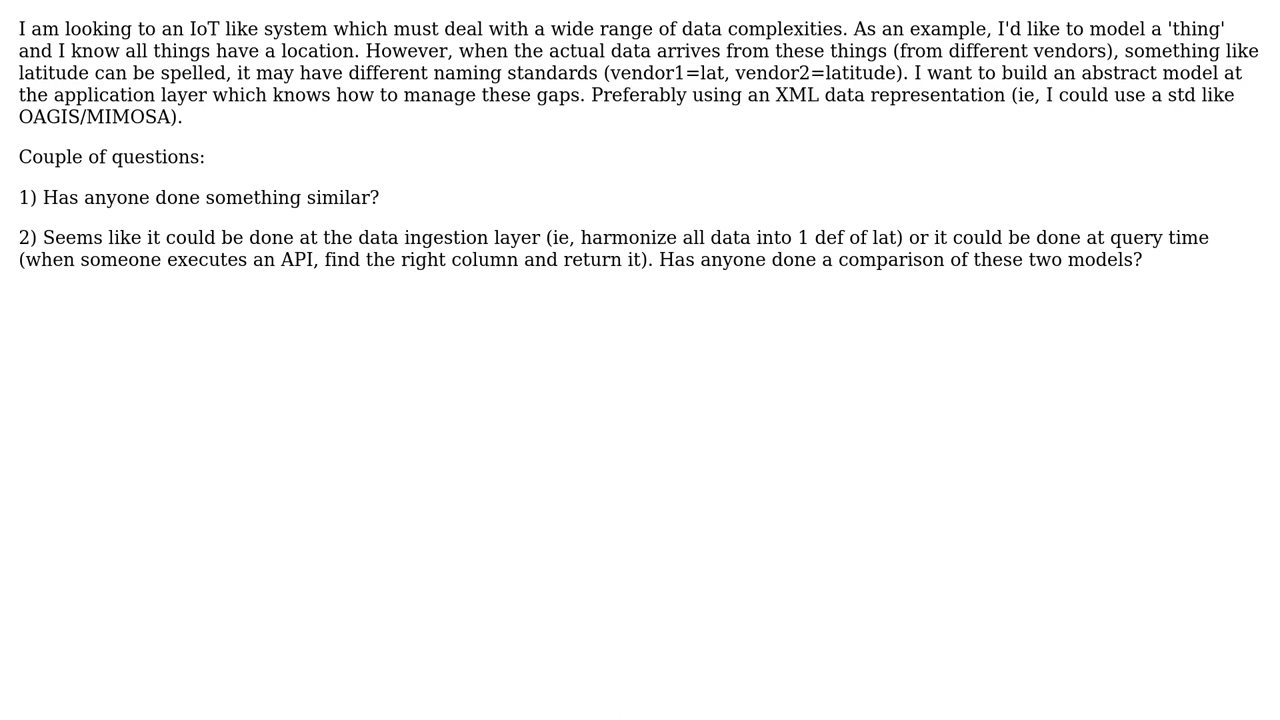 I am looking to an IoT like system which must deal with a wide range of data complexities. As an example, I'd like to model a 'thing'
and I know all things have a location. However, when the actual data arrives from these things (from different vendors), something like
latitude can be spelled, it may have different naming standards (vendor1=lat, vendor2=latitude). I want to build an abstract model at
the application layer which knows how to manage these gaps. Preferably using an XML data representation (ie, I could use a std like
OAGIS/MIMOSA).
Couple of questions:
1) Has anyone done something similar?
2) Seems like it could be done at the data ingestion layer (ie, harmonize all data into 1 def of lat) or it could be done at query time
(when someone executes an API, find the right column and return it). Has anyone done a comparison of these two models?